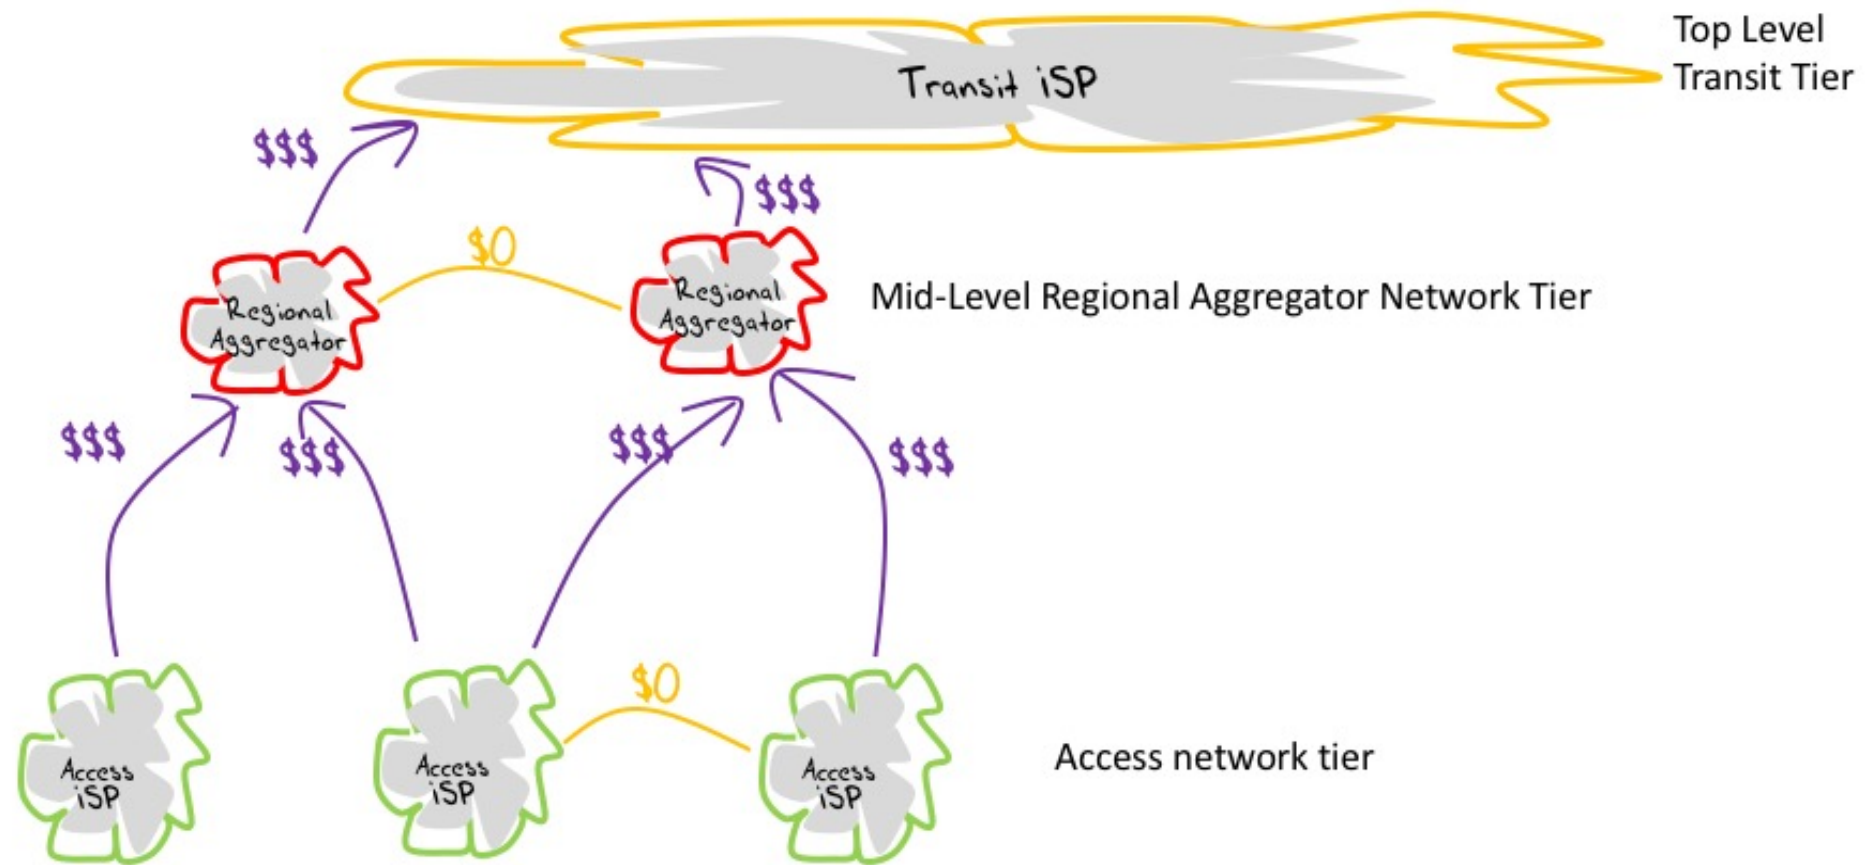 Top Level
Transit Tier
Transit iSP
$$$
$$$
$0
Regional
Aggregator
Regional
Aggregator
Mid-Level Regional Aggregator Network Tier
$$$
$$$
$$$
$$$
$0
Access
iSP
Access
iSP
Access
iSP
Access network tier